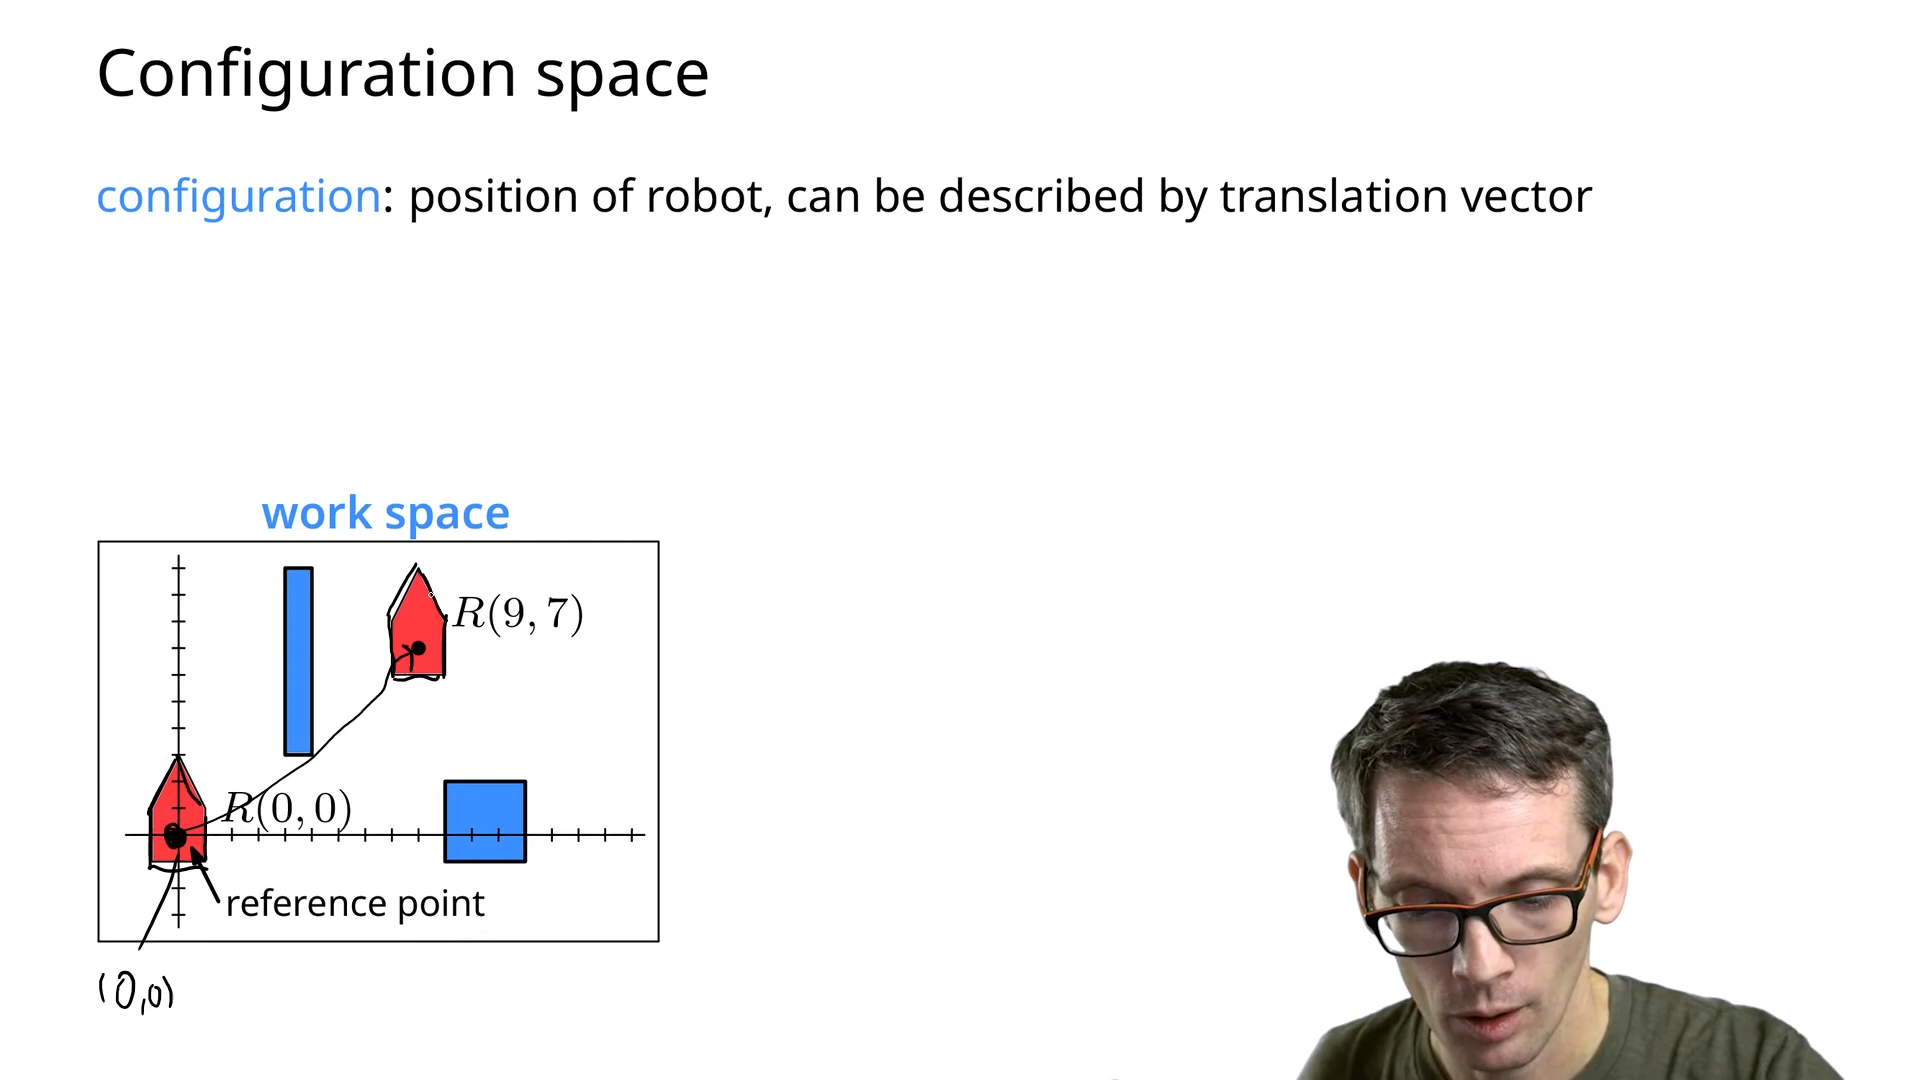 Configuration space
configuration: position of robot, can be described by translation vector
work space
R(9, 7)
R(0, 0)
reference point
(0,0)